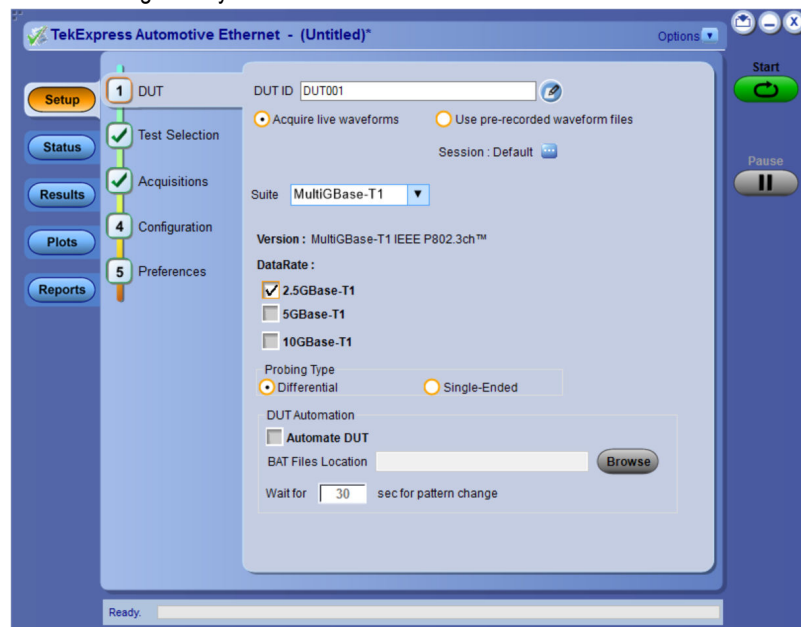 TekExpress Automotive Ethernet - (Untitled)*
Options
Start
Pause
Setup
Status
Results
Plots
Reports
1 DUT
Test Selection
Acquisitions
4 Configuration
5 Preferences
DUT ID DUT001
Acquire live waveforms Use pre-recorded waveform files
Session : Default
Suite MultiGBase-T1
Version : MultiGBase-T1 IEEE P802.3ch™
DataRate :
2.5GBase-T1
5GBase-T1
10GBase-T1
Probing Type
Differential Single-Ended
DUT Automation
Automate DUT
BAT Files Location Browse
Wait for 30 sec for pattern change
Ready.